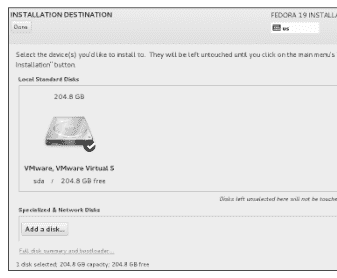 INSTALLATION DESTINATION
FEDORA 19 INSTALLA
Done
us
Select the device(s) you'd like to install to. They will be left untouched until you click on the main menu's
Installation" button.
Local Standard Disks
204.8 GB
VMware, VMware Virtual S
sda / 204.8 GB free
Disks left unselected here will not be touche
Specialized & Network Disks
Add a disk...
Full disk summary and bootloader...
1 disk selected; 204.8 GB capacity; 204.8 GB free